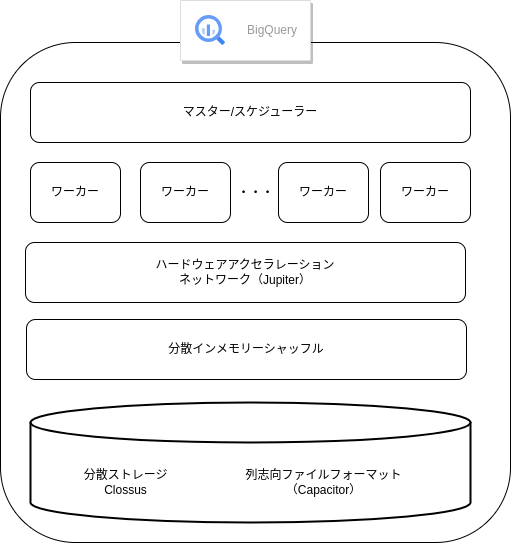 BigQuery
マスター/スケジューラー
ワーカー
ワーカー
・・・
ワーカー
ワーカー
ハードウェアアクセラレーション
ネットワーク（Jupiter）
分散インメモリーシャッフル
分散ストレージ
Clossus
列志向ファイルフォーマット
（Capacitor）